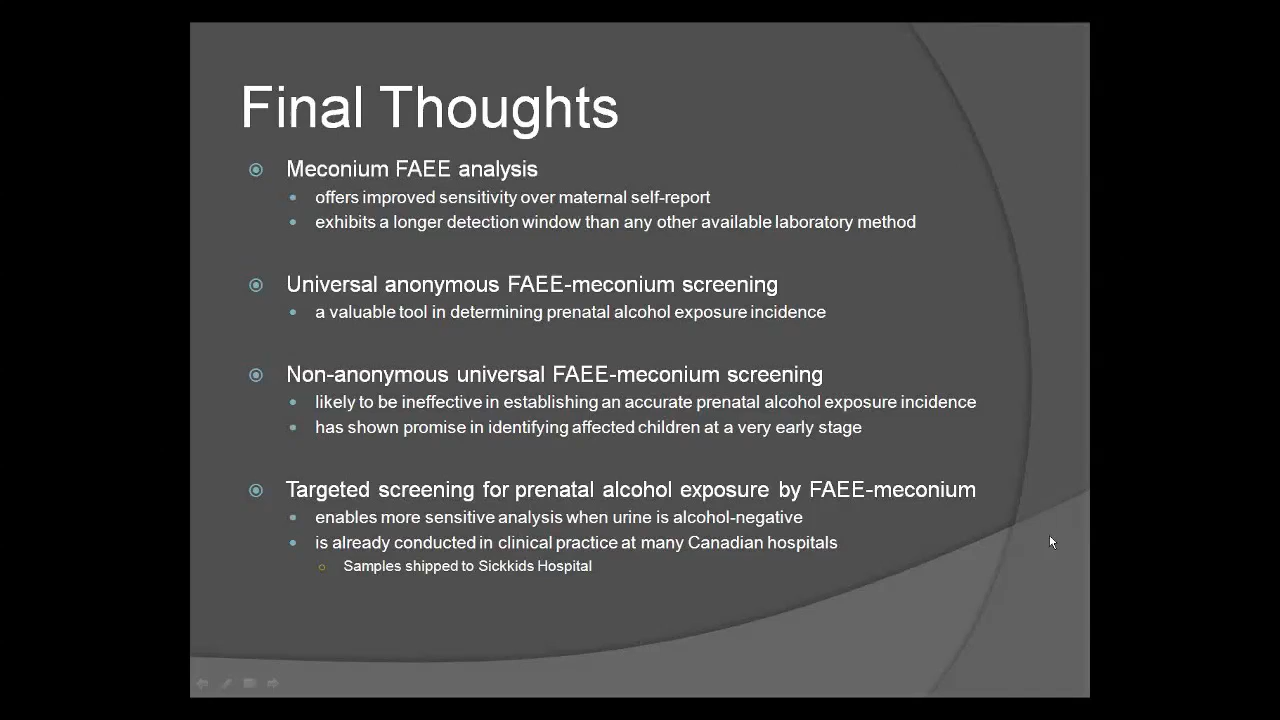 Final Thoughts
Meconium FAEE analysis
offers improved sensitivity over maternal self-report
exhibits a longer detection window than any other available laboratory method
Universal anonymous FAEE-meconium screening
a valuable tool in determining prenatal alcohol exposure incidence
Non-anonymous universal FAEE-meconium screening
likely to be ineffective in establishing an accurate prenatal alcohol exposure incidence
has shown promise in identifying affected children at a very early stage
Targeted screening for prenatal alcohol exposure by FAEE-meconium
enables more sensitive analysis when urine is alcohol-negative
is already conducted in clinical practice at many Canadian hospitals
Samples shipped to Sickkids Hospital